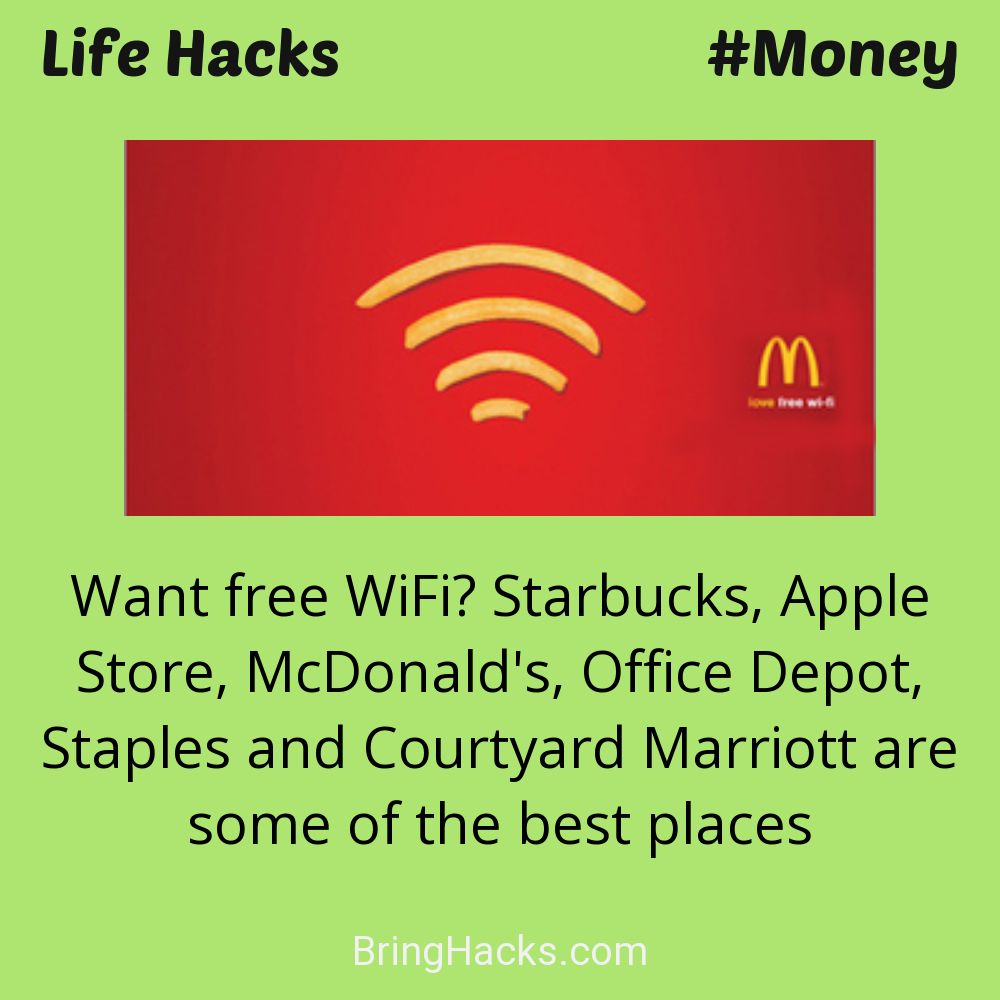 Life Hacks
#Money
love free wi-fi
Want free WiFi? Starbucks, Apple
Store, McDonald's, Office Depot,
Staples and Courtyard Marriott are
some of the best places
BringHacks.com